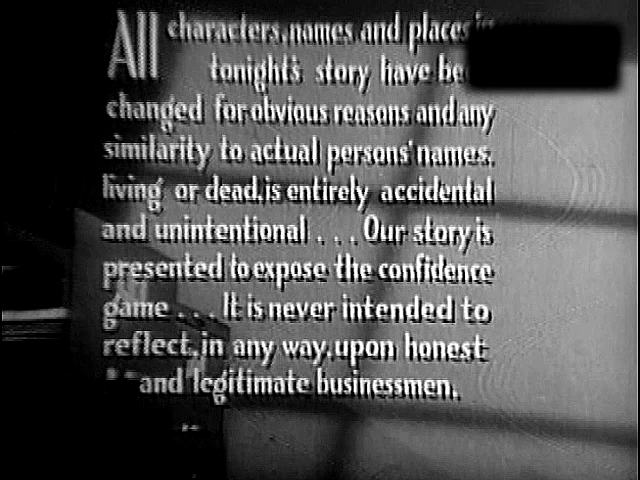 All characters, names and places
tonight's story have
changed for obvious reasons and any
similarity to actual persons' names,
living or dead, is entirely accidental
and unintentional . . . Our story is
presented to expose the confidence
game . . . It is never intended to
reflect, in any way, upon honest
and legitimate businessmen.